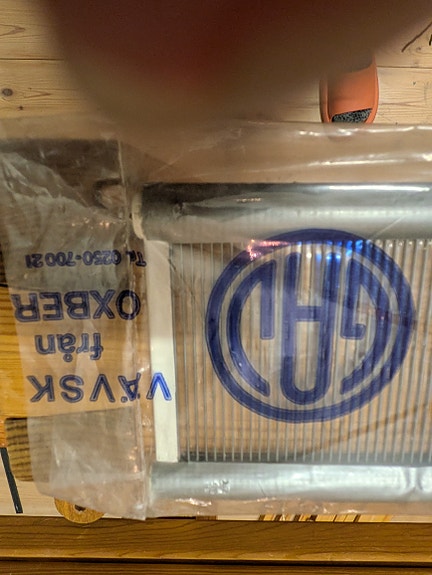 VÄVSK
från
OXBER
Tel. 0250-700 21